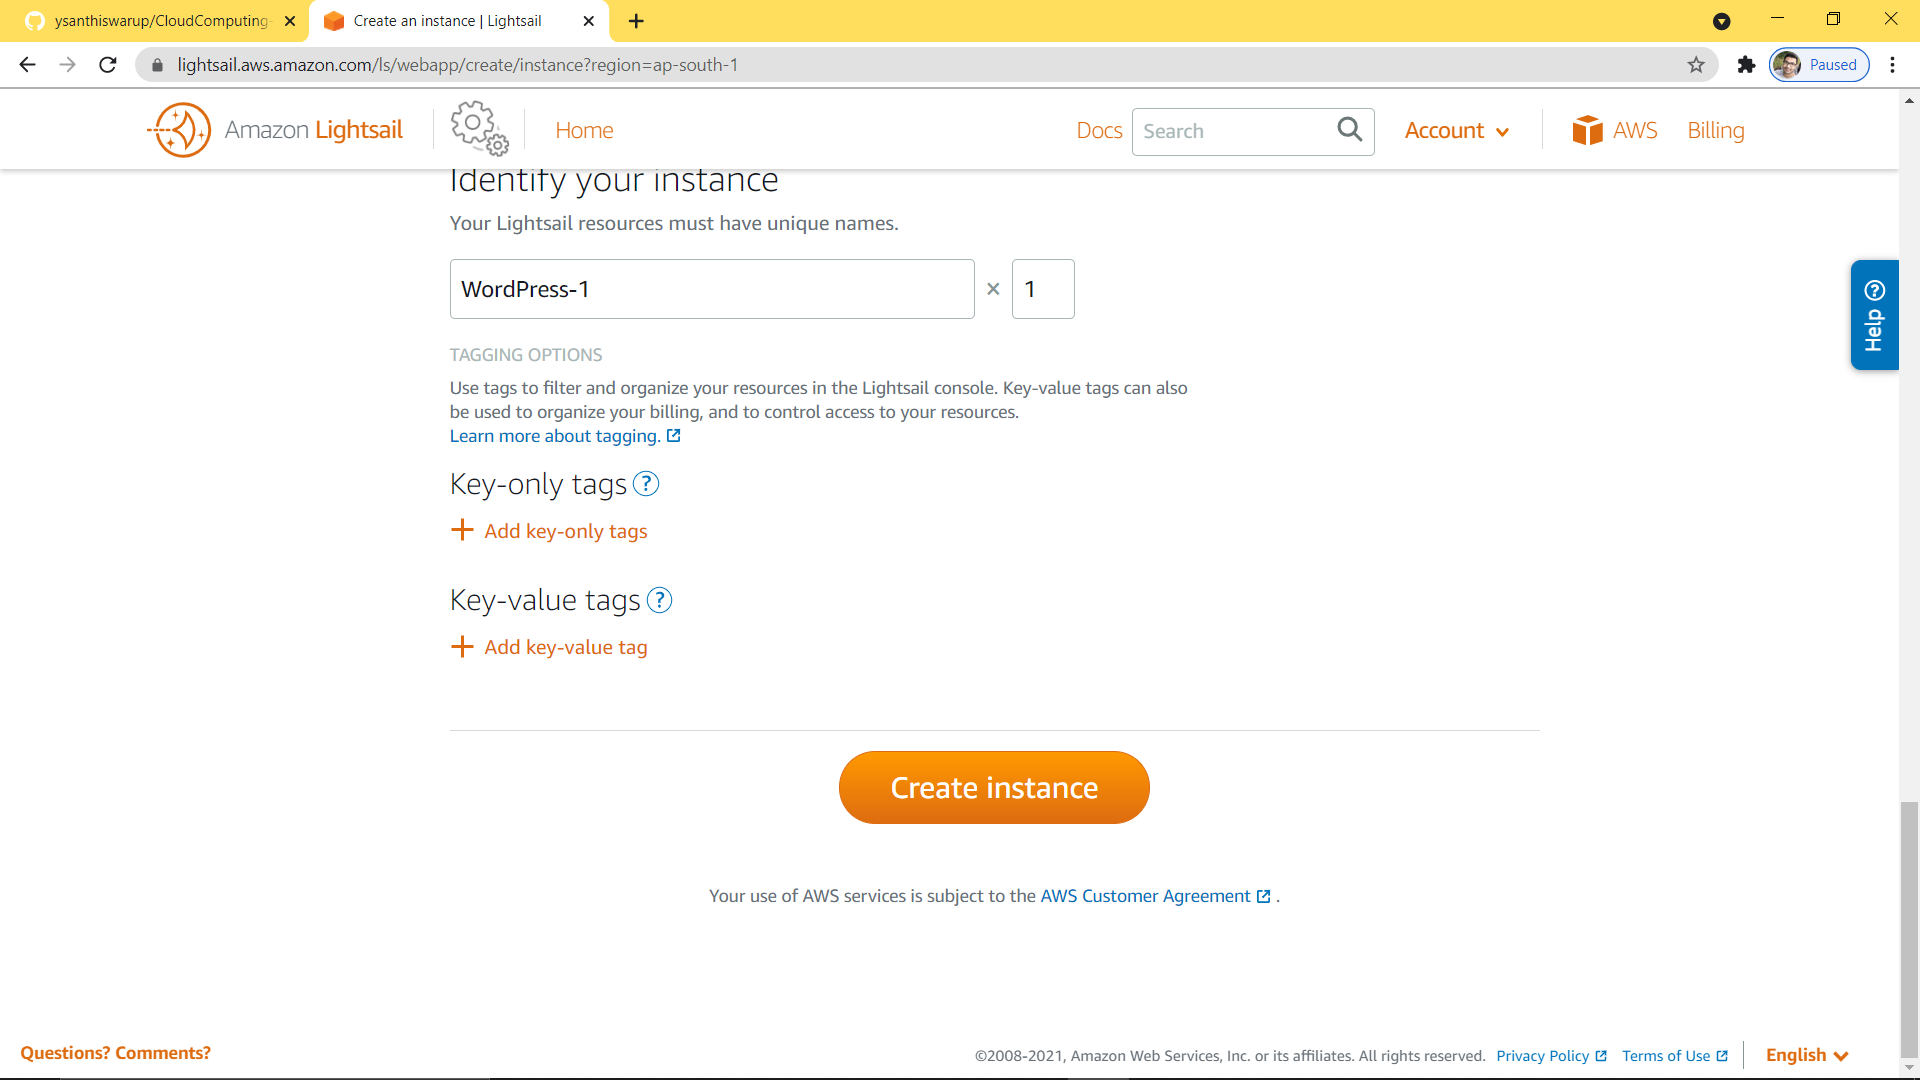 ysanthiswarup/CloudComputing-
Create an instance | Lightsail
lightsail.aws.amazon.com/ls/webapp/create/instance?region=ap-south-1
Paused
Amazon Lightsail
Home
Docs
Search
Account
AWS
Billing
Identify your instance
Your Lightsail resources must have unique names.
WordPress-1
×
1
Help
TAGGING OPTIONS
Use tags to filter and organize your resources in the Lightsail console. Key-value tags can also
be used to organize your billing, and to control access to your resources.
Learn more about tagging.
Key-only tags ?
+ Add key-only tags
Key-value tags ?
+ Add key-value tag
Create instance
Your use of AWS services is subject to the AWS Customer Agreement .
Questions? Comments?
©2008-2021, Amazon Web Services, Inc. or its affiliates. All rights reserved.
Privacy Policy
Terms of Use
English